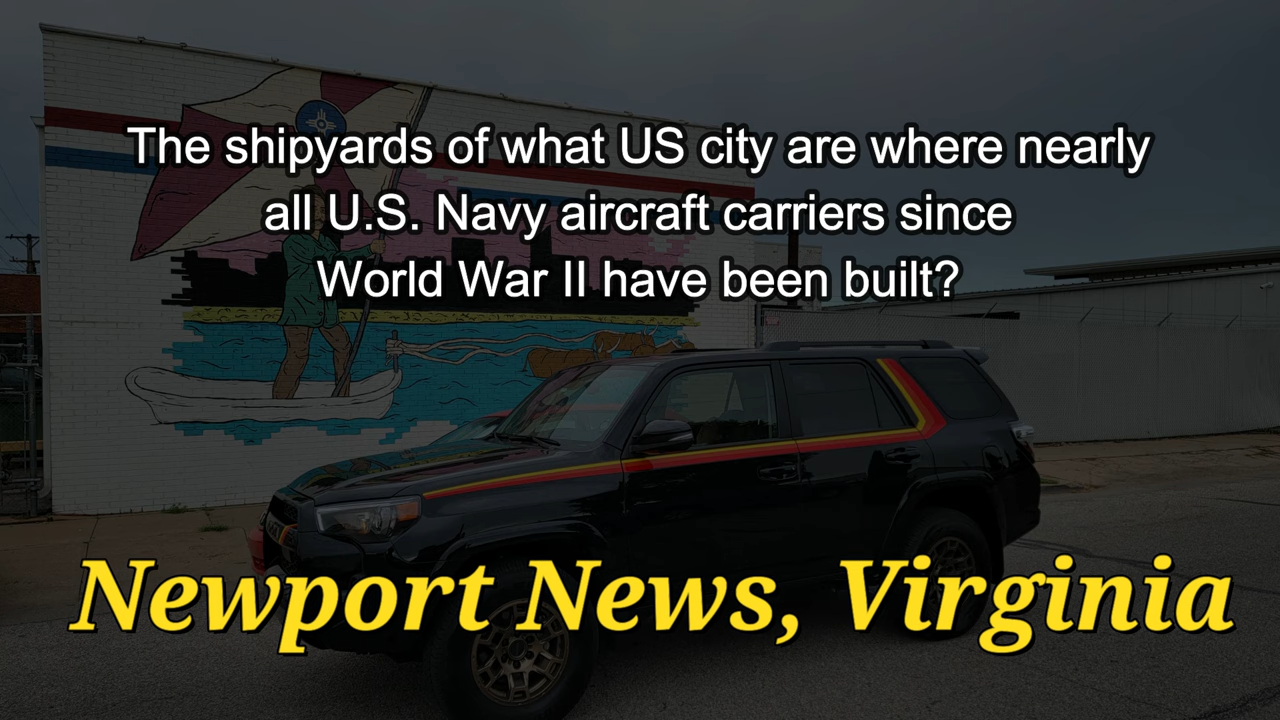 The shipyards of what US city are where nearly
all U.S. Navy aircraft carriers since
World War II have been built?
Newport News, Virginia